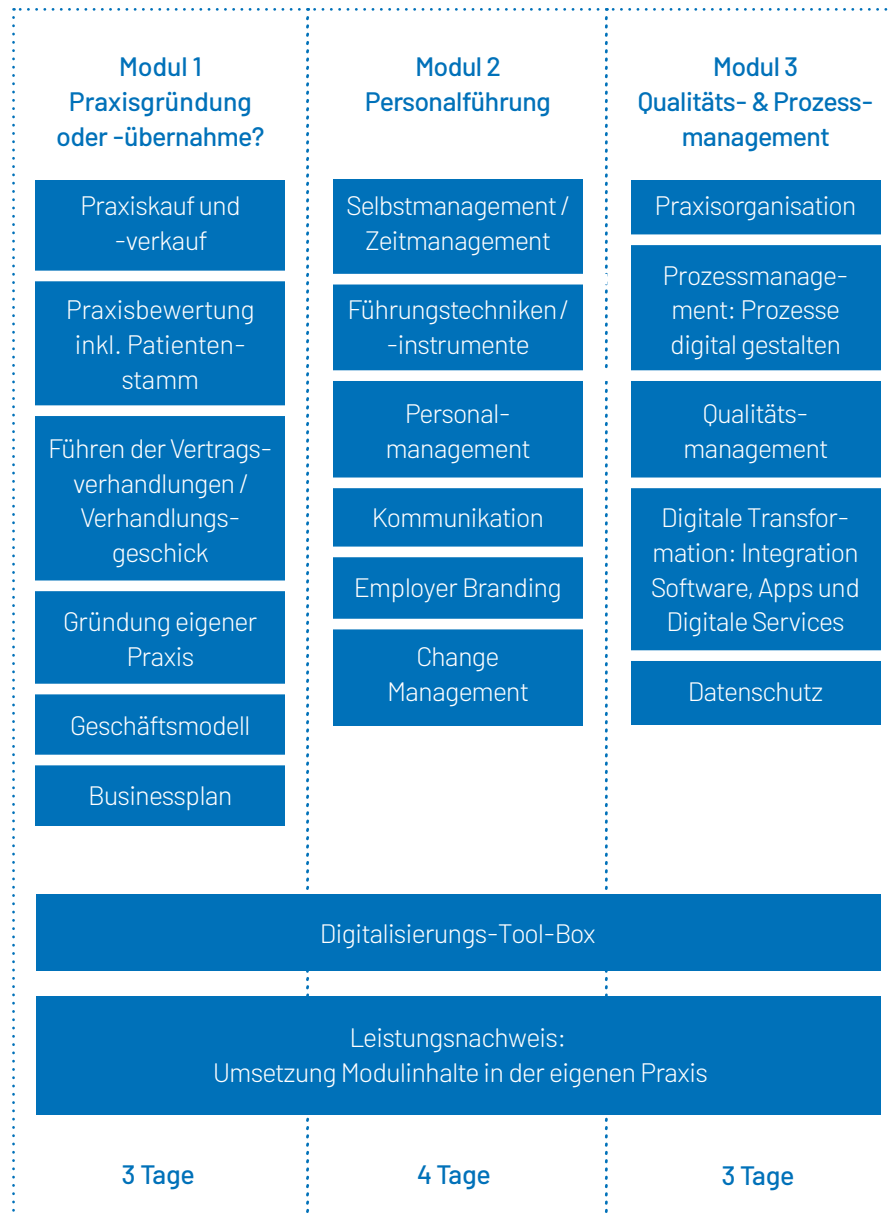 Modul 1
Praxisgründung
oder -übernahme?
Praxiskauf und
-verkauf
Praxisbewertung
inkl. Patienten-
stamm
Führen der Vertrags-
verhandlungen /
Verhandlungs-
geschick
Gründung eigener
Praxis
Geschäftsmodell
Businessplan
Modul 2
Personalführung
Selbstmanagement /
Zeitmanagement
Führungstechniken /
-instrumente
Personal-
management
Kommunikation
Employer Branding
Change
Management
Modul 3
Qualitäts- & Prozess-
management
Praxisorganisation
Prozessmanage-
ment: Prozesse
digital gestalten
Qualitäts-
management
Digitale Transfor-
mation: Integration
Software, Apps und
Digitale Services
Datenschutz
Digitalisierungs-Tool-Box
Leistungsnachweis:
Umsetzung Modulinhalte in der eigenen Praxis
3 Tage
4 Tage
3 Tage